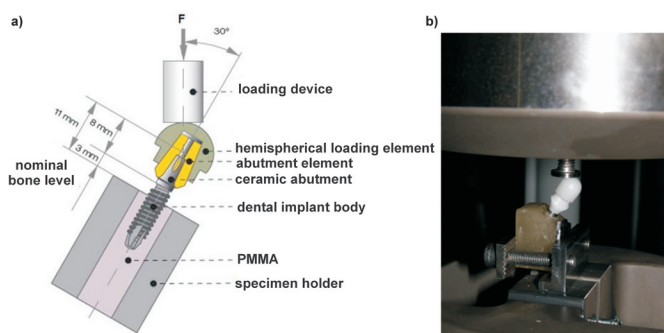 a)
F
30°
loading device
11 mm
8 mm
3 mm
hemispherical loading element
abutment element
ceramic abutment
nominal
bone level
dental implant body
PMMA
specimen holder
b)